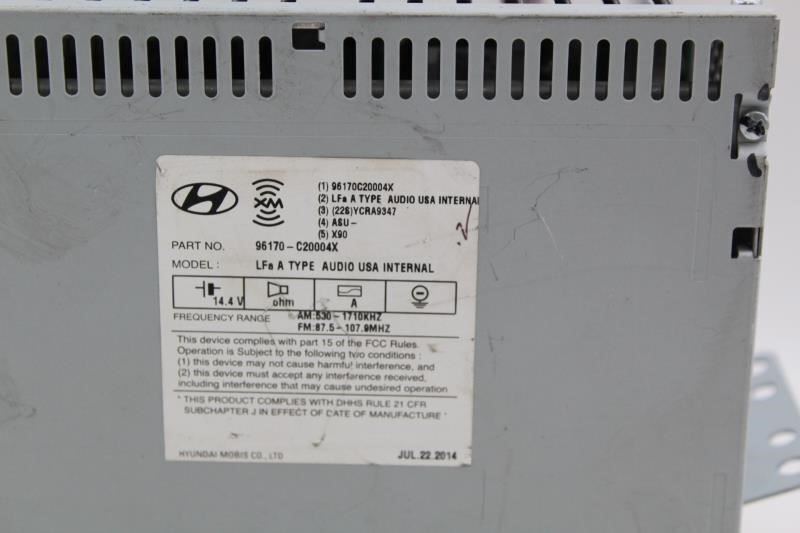 (1) 96170C20004X
(2) LFa A TYPE AUDIO USA INTERNAL
(3) (22S)YCRA9347
(4) ASU-
(5) X90
XM
PART NO. 96170-C20004X
MODEL : LFa A TYPE AUDIO USA INTERNAL
14.4 V ohm A
FREQUENCY RANGE AM:530-1710KHZ
FM:87.5-107.9MHZ
This device complies with part 15 of the FCC Rules.
Operation is Subject to the following two conditions :
(1) this device may not cause harmful interference, and
(2) this device must accept any interference received,
including interference that may cause undesired operation
" THIS PRODUCT COMPLIES WITH DHHS RULE 21 CFR
SUBCHAPTER J IN EFFECT OF DATE OF MANUFACTURE "
HYUNDAI MOBIS CO., LTD JUL.22.2014